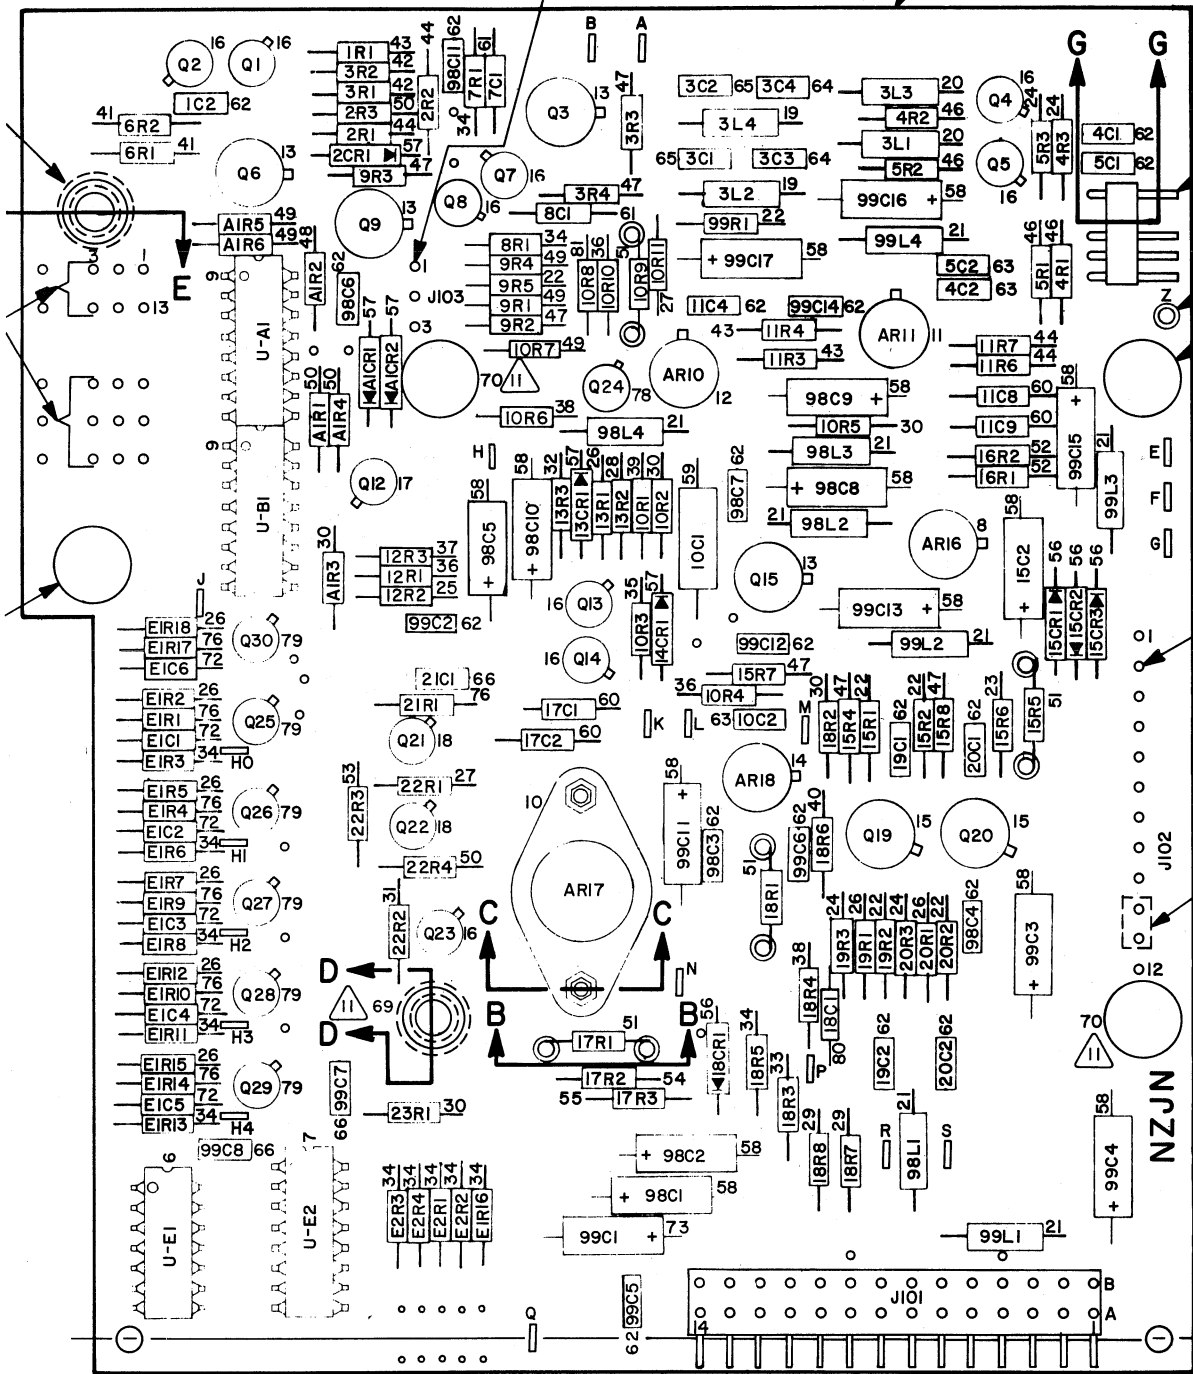 B A
G G
Q2 16 Q1 16
1R1 43
3R2 42
3R1 42
2R3 50
2R1 44
2CR1 57
9R3 47
2R2 44
98C11 62
7R1 34
7C1 61
1C2 62
41 6R2
6R1 41
Q3 13
3R3 47
3C2 65 3C4 64
3L4 19
65 3C1 3C3 64
3L2 19
99R1 22
99C17 58
3L3 20
4R2 46
3L1 20
5R2 46
99C16 58
99L4 21
Q4 16
Q5 16
5R3 24
4R3 24
4C1 62
5C1 62
5C2 63
4C2 63
5R1 46
4R1 46
Z
Q6 13
Q7 16
Q8 16
Q9 13
3R4 47
8C1 61
A1R5 49
A1R6 49
A1R2 48
98C6 62
3 1
13
E
9 U-A1
1
J103
3
A1CR1 57
A1CR2 57
8R1 34
9R4 49
9R5 22
9R1 49
9R2 47
10R8 81
10R10 36
10R9 51
10R11 27
10R7 49
70 11
11C4 62
99C14 62
43 11R4
11R3 43
AR11 11
AR10 12
Q24 78
11R7 44
11R6 44
11C8 60
11C9 60
16R2 52
16R1 52
99C15 58
99L3 21
E
F
G
A1R1 50
A1R4 50
10R6 38
98L4 21
98C9 58
10R5 30
98L3 21
98C8 58
21 98L2
9 U-B1
Q12 17
H
98C5 58
98C10 58
13R3 32
13CR1 57
13R1 26
13R2 28
10R1 39
10R2 30
10C1 59
98C7 62
AR16 8
15C2 58
Q15 13
A1R3 30
12R3 37
12R1 36
12R2 25
99C2 62
16 Q13
16 Q14
10R3 35
14CR1 57
99C13 58
99L2 21
99C12 62
15R7 47
36 10R4
63 10C2
15CR1 56
15CR2 56
15CR3 56
1
J
E1R18 26
E1R17 76
E1C6 72
Q30 79
21C1 66
21R1 76
17C1 60
17C2 60
K L M
18R2 30
15R4 47
15R1 22
19C1 62
15R2 22
15R8 47
20C1 62
15R6 23
15R5 51
E1R2 26
E1R1 76
E1C1 72
E1R3 34
H0
Q25 79
Q21 18
E1R5 26
E1R4 76
E1C2 72
E1R6 34
H1
Q26 79
22R3 53
22R1 27
Q22 18
22R4 50
10
AR17
99C11 58
98C3 62
AR18 14
99C6 62
18R6 40
Q19 15
Q20 15
J102
12
E1R7 26
E1R9 76
E1C3 72
E1R8 34
H2
Q27 79
22R2 31
Q23 16
C C
18R1 51
19R3 24
19R1 26
19R2 22
20R3 24
20R1 26
20R2 22
98C4 62
99C3 58
E1R12 26
E1R10 76
E1C4 72
E1R11 34
H3
Q28 79
D
11 69
D
B B
N
17R1 51
17R2 54
55 17R3
18CR1 56
18R5 34
18R4 38
18C1 80
P
18R3 33
19C2 62
20C2 62
70 11
E1R15 26
E1R14 76
E1C5 72
E1R13 34
H4
Q29 79
99C7 66
23R1 30
99C8 66
98C2 58
98C1 58
99C1 73
18R8 29
18R7 29
R
98L1 21
S
99C4 58
NZJN
6 U-E1
7 U-E2
E2R3 34
E2R4 34
E2R1 34
E2R2 34
E1R16 34
99L1 21
Q
99C5 62
J101
B
A
14 1